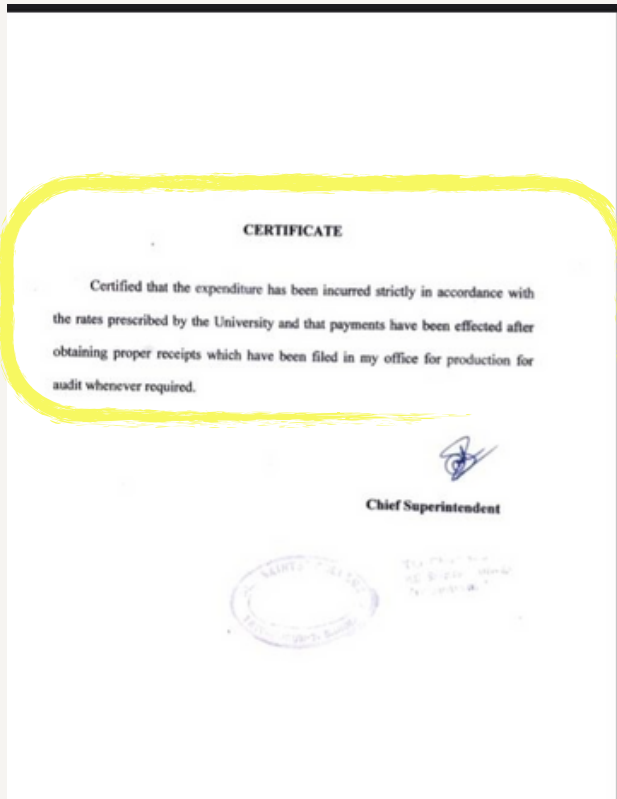 CERTIFICATE
Certified that the expenditure has been incurred strictly in accordance with
the rates prescribed by the University and that payments have been effected after
obtaining proper receipts which have been filed in my office for production for
audit whenever required.
Chief Superintendent